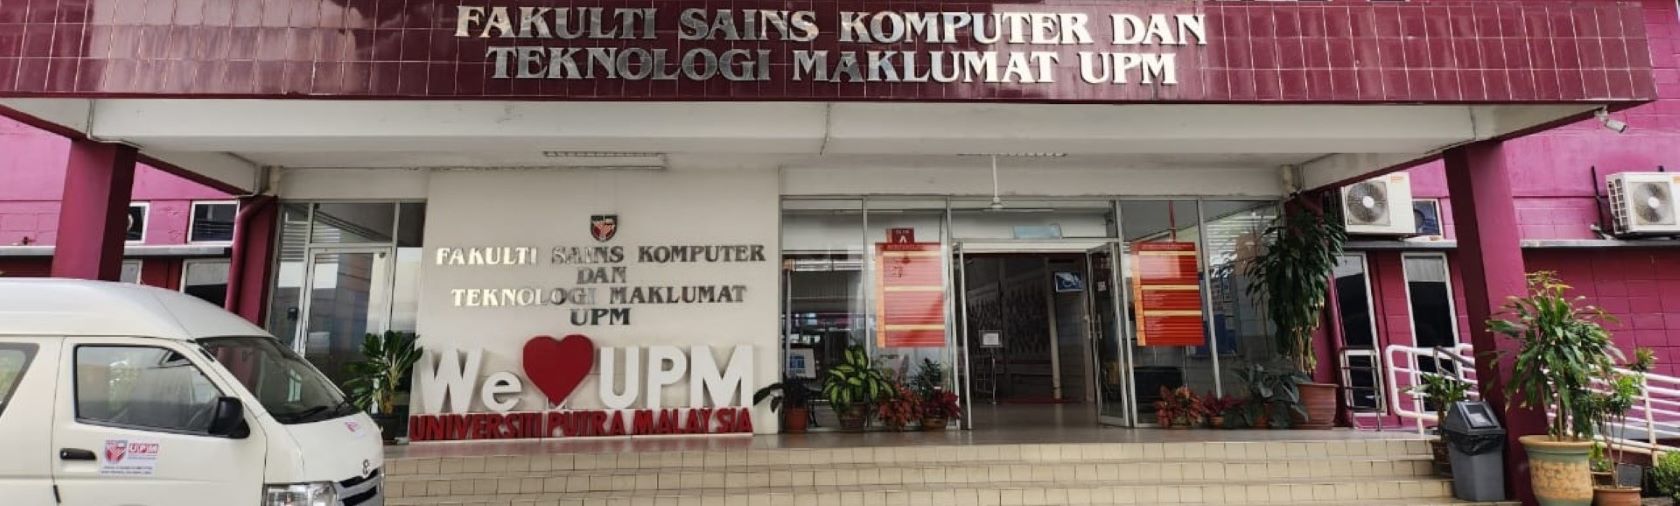 FAKULTI SAINS KOMPUTER DAN
TEKNOLOGI MAKLUMAT UPM
FAKULTI SAINS KOMPUTER
DAN
TEKNOLOGI MAKLUMAT
UPM
We UPM
UNIVERSITI PUTRA MALAYSIA
UPM